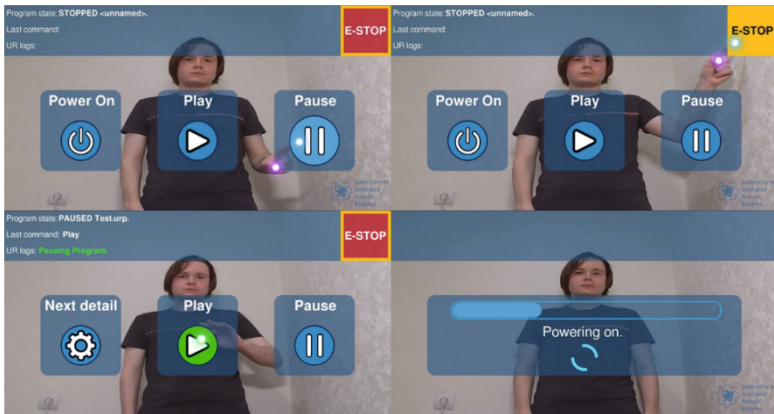 Program state: STOPPED <unnamed>.
Last command:
UR logs:
E-STOP
Power On
Play
Pause
Program state: STOPPED <unnamed>.
Last command:
UR logs:
E-STOP
Power On
Play
Pause
Program state: PAUSED Test.urp.
Last command: Play
UR logs: Pausing Program.
E-STOP
Next detail
Play
Pause
Powering on.